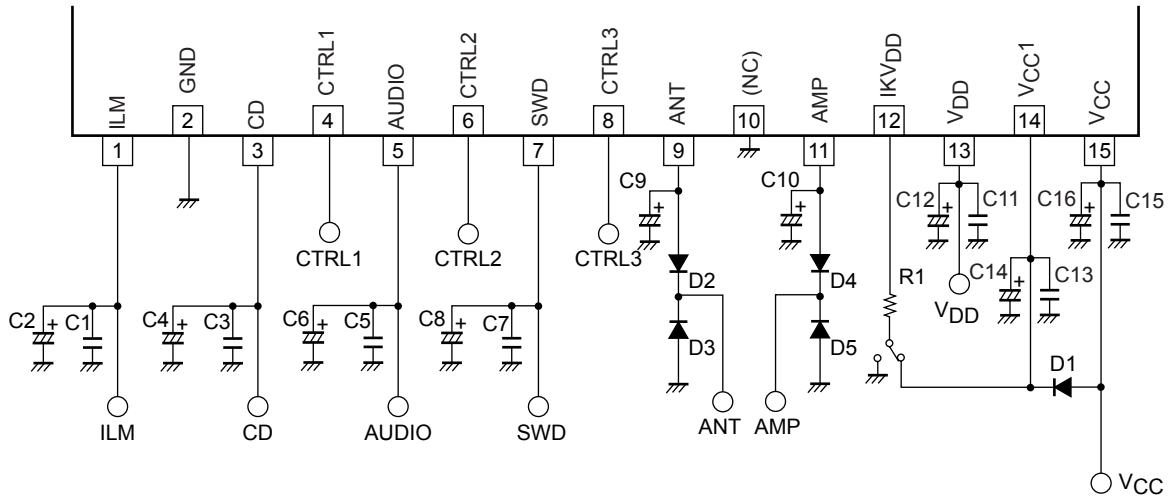 ILM
GND
CD
CTRL1
AUDIO
CTRL2
SWD
CTRL3
ANT
(NC)
AMP
IKVDD
VDD
VCC1
VCC
1
2
3
4
5
6
7
8
9
10
11
12
13
14
15
C9
C10
C12 + C11
C16 + C15
CTRL1
CTRL2
CTRL3
D2
D4
R1
C14 + C13
VDD
C2 + C1
C4 + C3
C6 + C5
C8 + C7
D3
D5
D1
ILM
CD
AUDIO
SWD
ANT
AMP
VCC